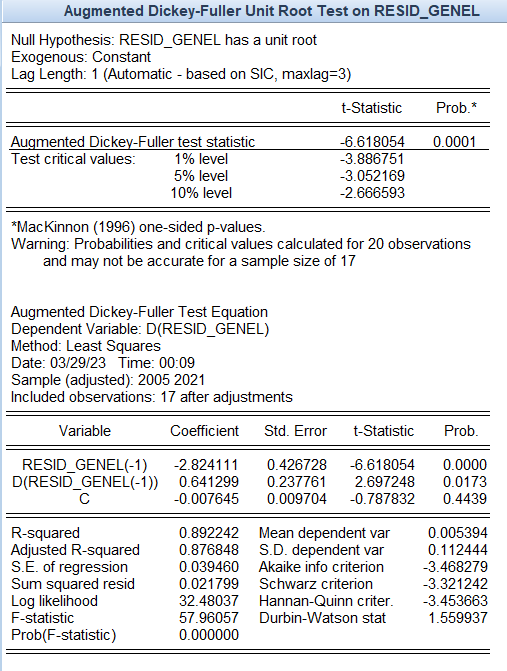 Augmented Dickey-Fuller Unit Root Test on RESID_GENEL
Null Hypothesis: RESID_GENEL has a unit root
Exogenous: Constant
Lag Length: 1 (Automatic - based on SIC, maxlag=3)
t-Statistic Prob.*
Augmented Dickey-Fuller test statistic -6.618054 0.0001
Test critical values: 1% level -3.886751
5% level -3.052169
10% level -2.666593
*MacKinnon (1996) one-sided p-values.
Warning: Probabilities and critical values calculated for 20 observations
and may not be accurate for a sample size of 17
Augmented Dickey-Fuller Test Equation
Dependent Variable: D(RESID_GENEL)
Method: Least Squares
Date: 03/29/23 Time: 00:09
Sample (adjusted): 2005 2021
Included observations: 17 after adjustments
Variable Coefficient Std. Error t-Statistic Prob.
RESID_GENEL(-1) -2.824111 0.426728 -6.618054 0.0000
D(RESID_GENEL(-1)) 0.641299 0.237761 2.697248 0.0173
C -0.007645 0.009704 -0.787832 0.4439
R-squared 0.892242 Mean dependent var 0.005394
Adjusted R-squared 0.876848 S.D. dependent var 0.112444
S.E. of regression 0.039460 Akaike info criterion -3.468279
Sum squared resid 0.021799 Schwarz criterion -3.321242
Log likelihood 32.48037 Hannan-Quinn criter. -3.453663
F-statistic 57.96057 Durbin-Watson stat 1.559937
Prob(F-statistic) 0.000000